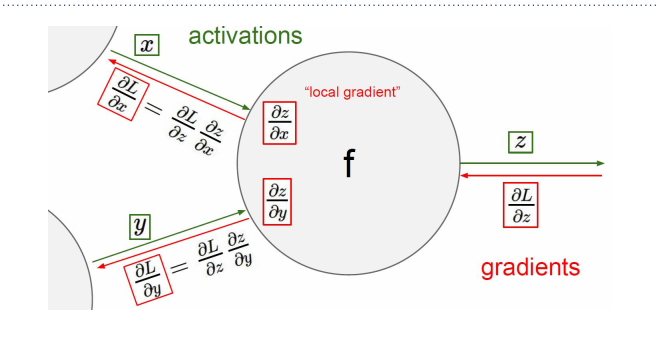 activations
x
∂L/∂x = ∂L/∂z ∂z/∂x
"local gradient"
∂z/∂x
f
z
∂z/∂y
∂L/∂z
y
∂L/∂y = ∂L/∂z ∂z/∂y
gradients